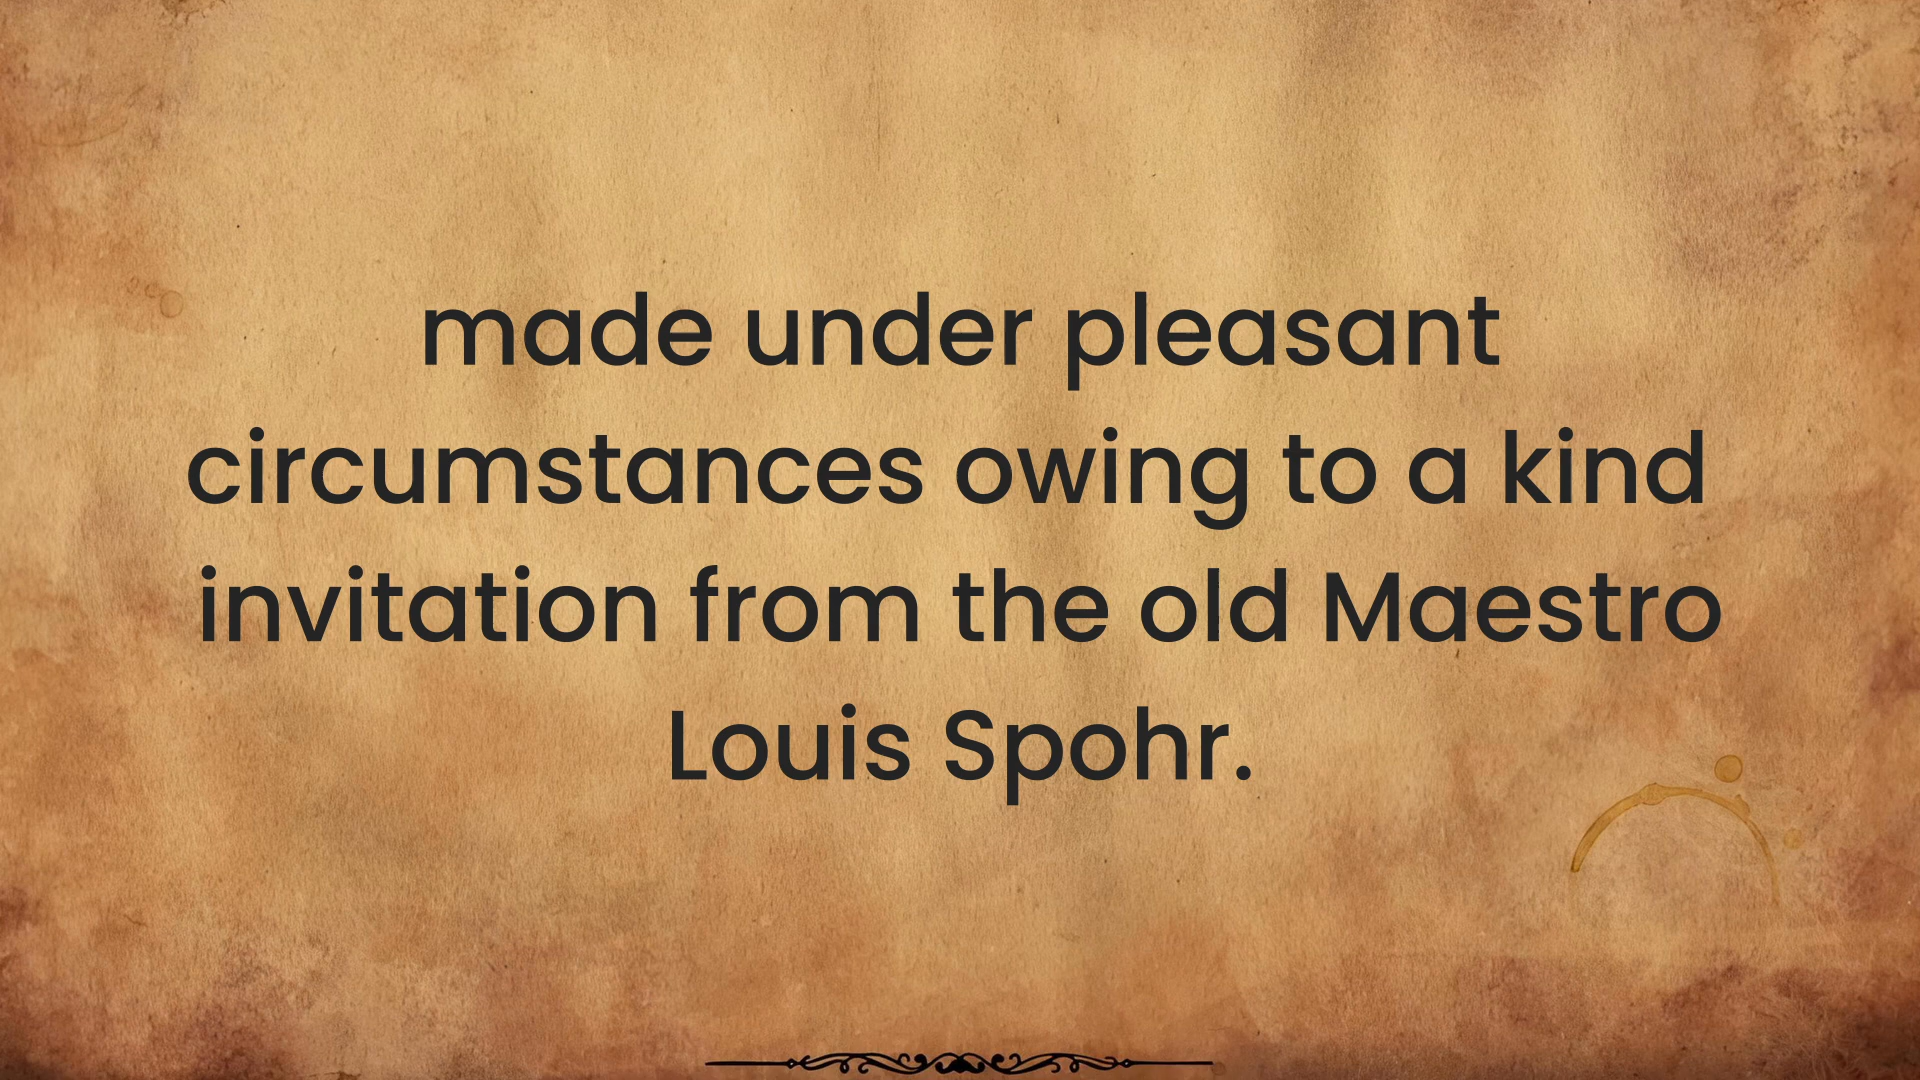 made under pleasant
circumstances owing to a kind
invitation from the old Maestro
Louis Spohr.